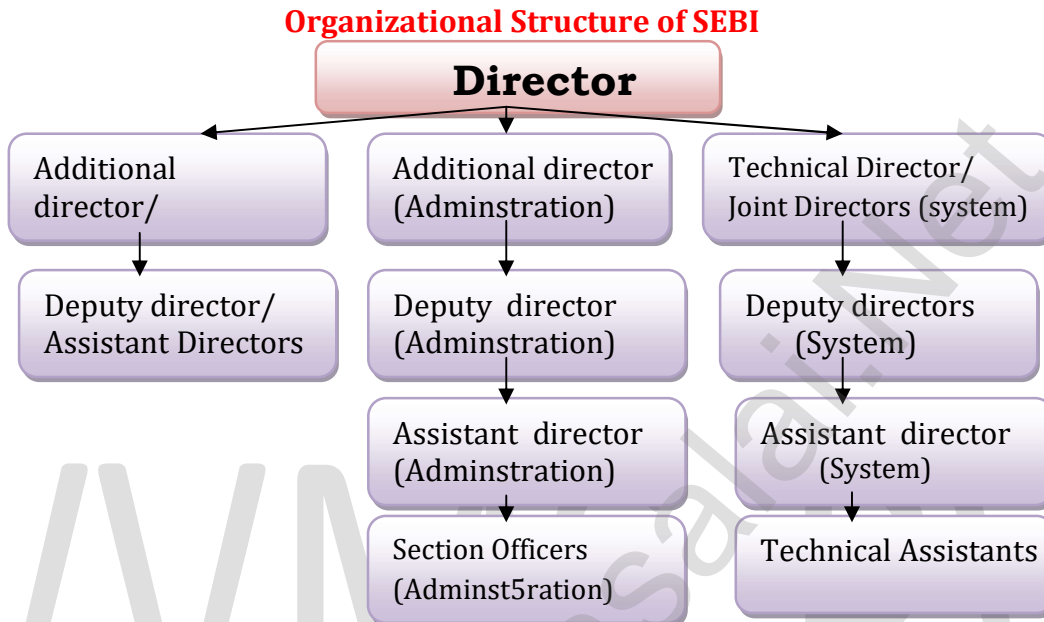 Organizational Structure of SEBI
Director
Additional
director/
Additional director
(Adminstration)
Technical Director/
Joint Directors (system)
Deputy director/
Assistant Directors
Deputy director
(Adminstration)
Deputy directors
(System)
Assistant director
(Adminstration)
Assistant director
(System)
Section Officers
(Adminst5ration)
Technical Assistants